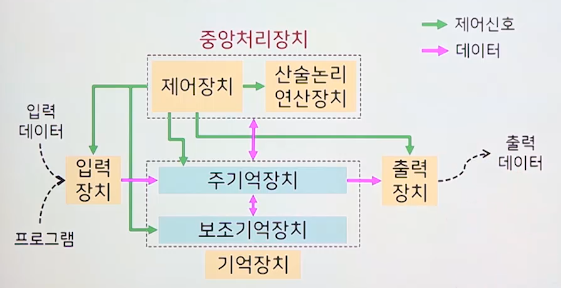 제어신호
데이터
중앙처리장치
제어장치
산술논리
연산장치
입력
데이터
입력
장치
프로그램
주기억장치
보조기억장치
기억장치
출력
장치
출력
데이터